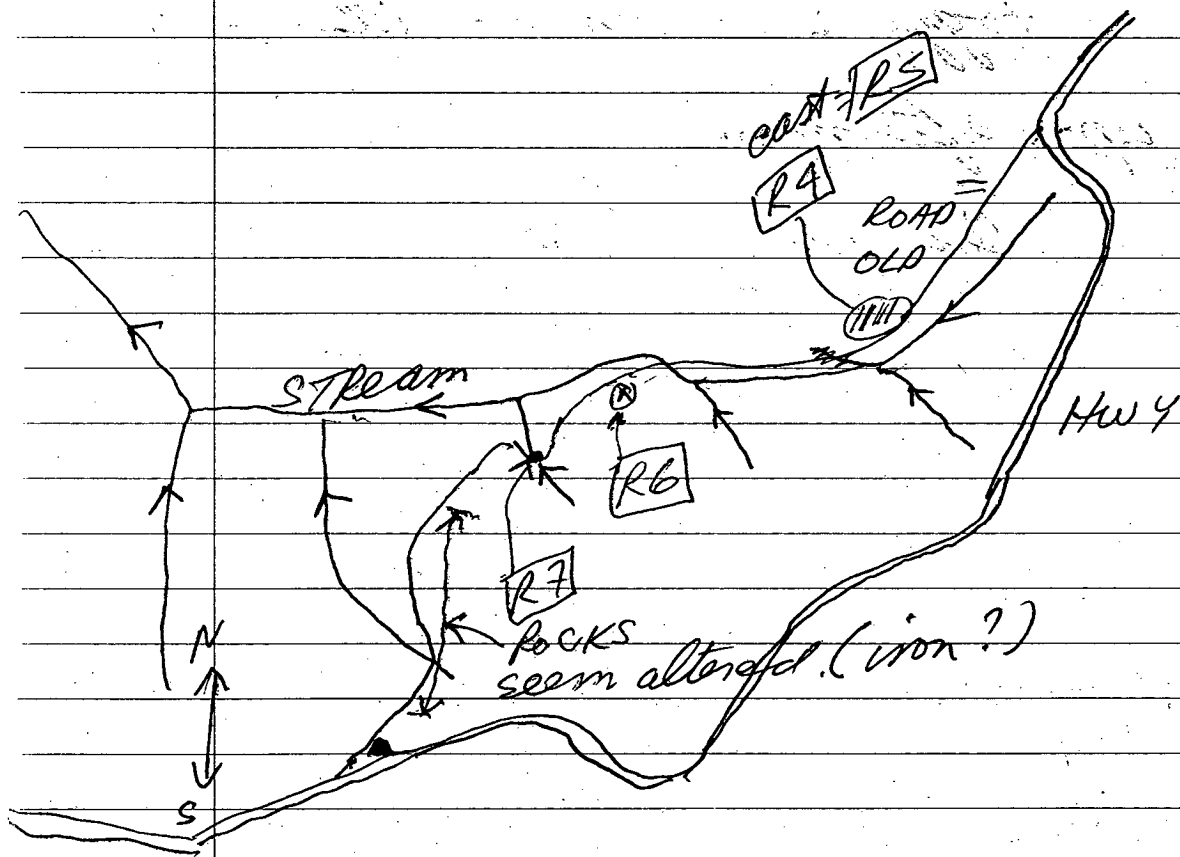 east = R5
R4
ROAD =
OLD
STREAM
HWY
R6
R7
ROCKS
seem altered. (iron?)
N
S